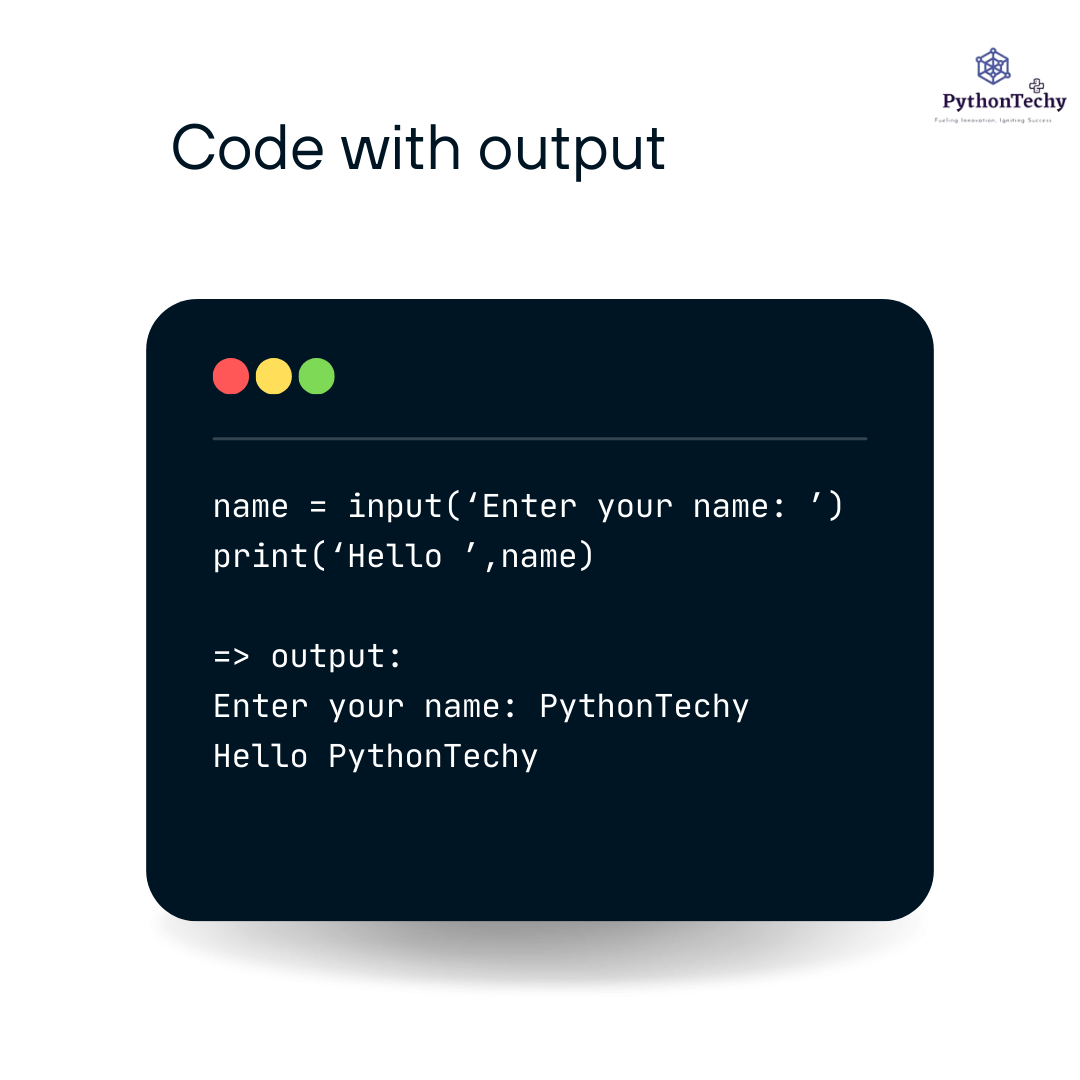 PythonTechy
Fueling Innovation, Igniting Success
Code with output
name = input(‘Enter your name: ’)
print(‘Hello ’,name)
=> output:
Enter your name: PythonTechy
Hello PythonTechy